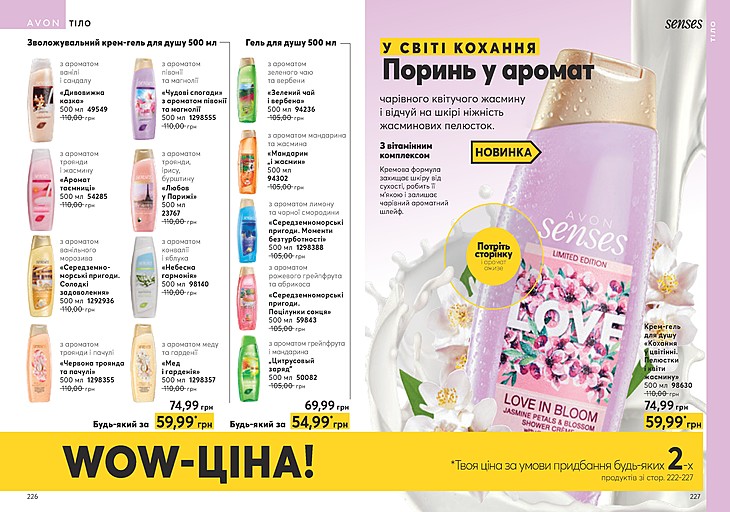 AVON ТІЛО
Зволожувальний крем-гель для душу 500 мл
з ароматом
ванілі
і сандалу
«Дивовижна
казка»
500 мл 49549
110,00 грн
з ароматом
півонії
та магнолії
«Чудові спогади»
з ароматом півонії
та магнолії
500 мл 1298555
110,00 грн
з ароматом
троянди
і жасмину
«Аромат
таємниці»
500 мл 54285
110,00 грн
з ароматом
троянди,
ірису,
бурштину
«Любов
у Парижі»
500 мл
23767
110,00 грн
з ароматом
ванільного
морозива
«Середземно-
морські пригоди.
Солодкі
задоволення»
500 мл 1292936
110,00 грн
з ароматом
конвалії
і яблука
«Небесна
гармонія»
500 мл 98140
110,00 грн
з ароматом
троянди і пачулі
«Червона троянда
та пачулі»
500 мл 1298355
110,00 грн
з ароматом меду
та гарденії
«Мед
і гарденія»
500 мл 1298357
110,00 грн
74,99 грн
Будь-який за 59,99*грн
Гель для душу 500 мл
з ароматом
зеленого чаю
та вербени
«Зелений чай
і вербена»
500 мл 94236
105,00 грн
з ароматом мандарина
та жасмина
«Мандарин
і жасмин»
500 мл
94302
105,00 грн
з ароматом лимону
та чорної смородини
«Середземноморські
пригоди. Моменти
безтурботності»
500 мл 1298388
105,00 грн
з ароматом
рожевого грейпфрута
та абрикоса
«Середземноморські
пригоди.
Поцілунки сонця»
500 мл 59843
105,00 грн
з ароматом грейпфрута
і мандарина
„Цитрусовий
заряд“
500 мл 50082
105,00 грн
69,99 грн
Будь-який за 54,99*грн
senses
ТІЛО
У СВІТІ КОХАННЯ
Поринь у аромат
чарівного квітучого жасмину
і відчуй на шкірі ніжність
жасминових пелюсток.
З вітамінним
комплексом
НОВИНКА
Кремова формула
захищає шкіру від
сухості, робить її
м'якою і залишає
чарівний ароматний
шлейф.
Потріть
сторінку
AVON
senses
LIMITED EDITION
LOVE
LOVE IN BLOOM
JASMINE PETALS & BLOSSOM
SHOWER CRÈME
Крем-гель
для душу
«Кохання
у цвітінні.
Пелюстки
і квіти
жасмину»
500 мл 98630
110,00 грн
74,99 грн
59,99*грн
WOW-ЦІНА!
*Твоя ціна за умови придбання будь-яких 2-х
продуктів зі стор. 222-227
226
227